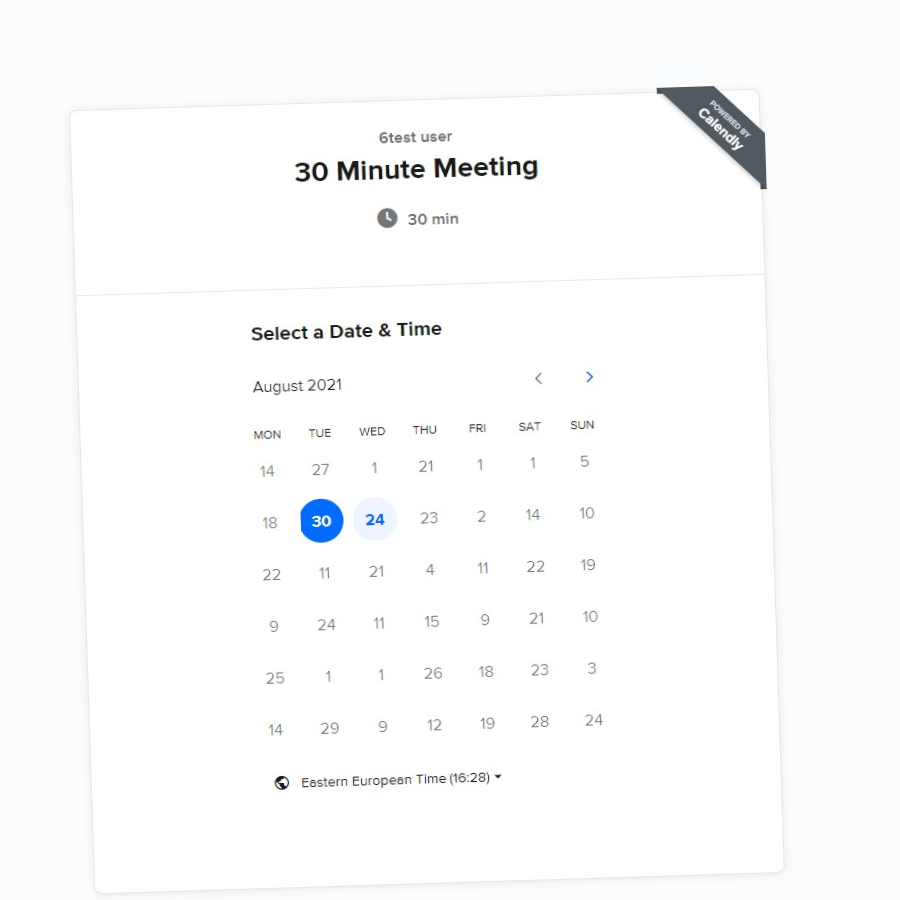 POWERED BY
Calendly
6test user
30 Minute Meeting
30 min
Select a Date & Time
August 2021
MON TUE WED THU FRI SAT SUN
14 27 1 21 1 1 5
18 30 24 23 2 14 10
22 11 21 4 11 22 19
9 24 11 15 9 21 10
25 1 1 26 18 23 3
14 29 9 12 19 28 24
Eastern European Time (16:28)